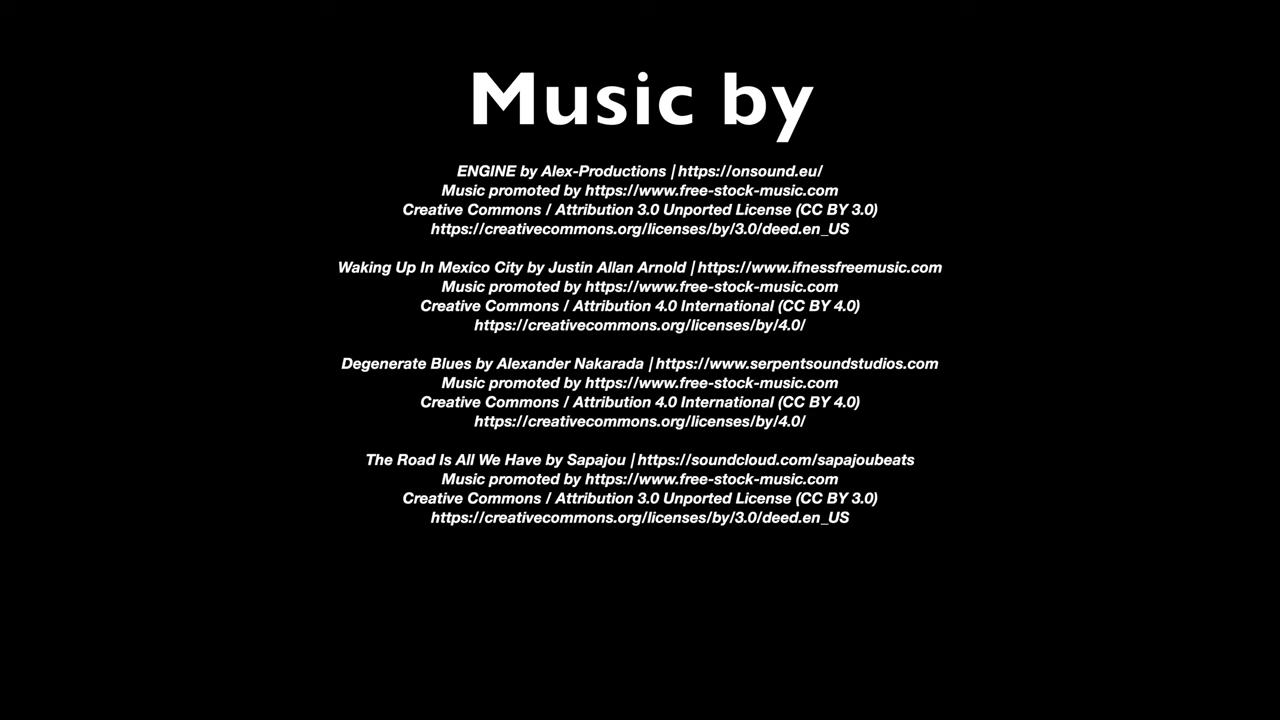 Music by
ENGINE by Alex-Productions | https://onsound.eu/
Music promoted by https://www.free-stock-music.com
Creative Commons / Attribution 3.0 Unported License (CC BY 3.0)
https://creativecommons.org/licenses/by/3.0/deed.en_US
Waking Up In Mexico City by Justin Allan Arnold | https://www.ifnessfreemusic.com
Music promoted by https://www.free-stock-music.com
Creative Commons / Attribution 4.0 International (CC BY 4.0)
https://creativecommons.org/licenses/by/4.0/
Degenerate Blues by Alexander Nakarada | https://www.serpentsoundstudios.com
Music promoted by https://www.free-stock-music.com
Creative Commons / Attribution 4.0 International (CC BY 4.0)
https://creativecommons.org/licenses/by/4.0/
The Road Is All We Have by Sapajou | https://soundcloud.com/sapajoubeats
Music promoted by https://www.free-stock-music.com
Creative Commons / Attribution 3.0 Unported License (CC BY 3.0)
https://creativecommons.org/licenses/by/3.0/deed.en_US